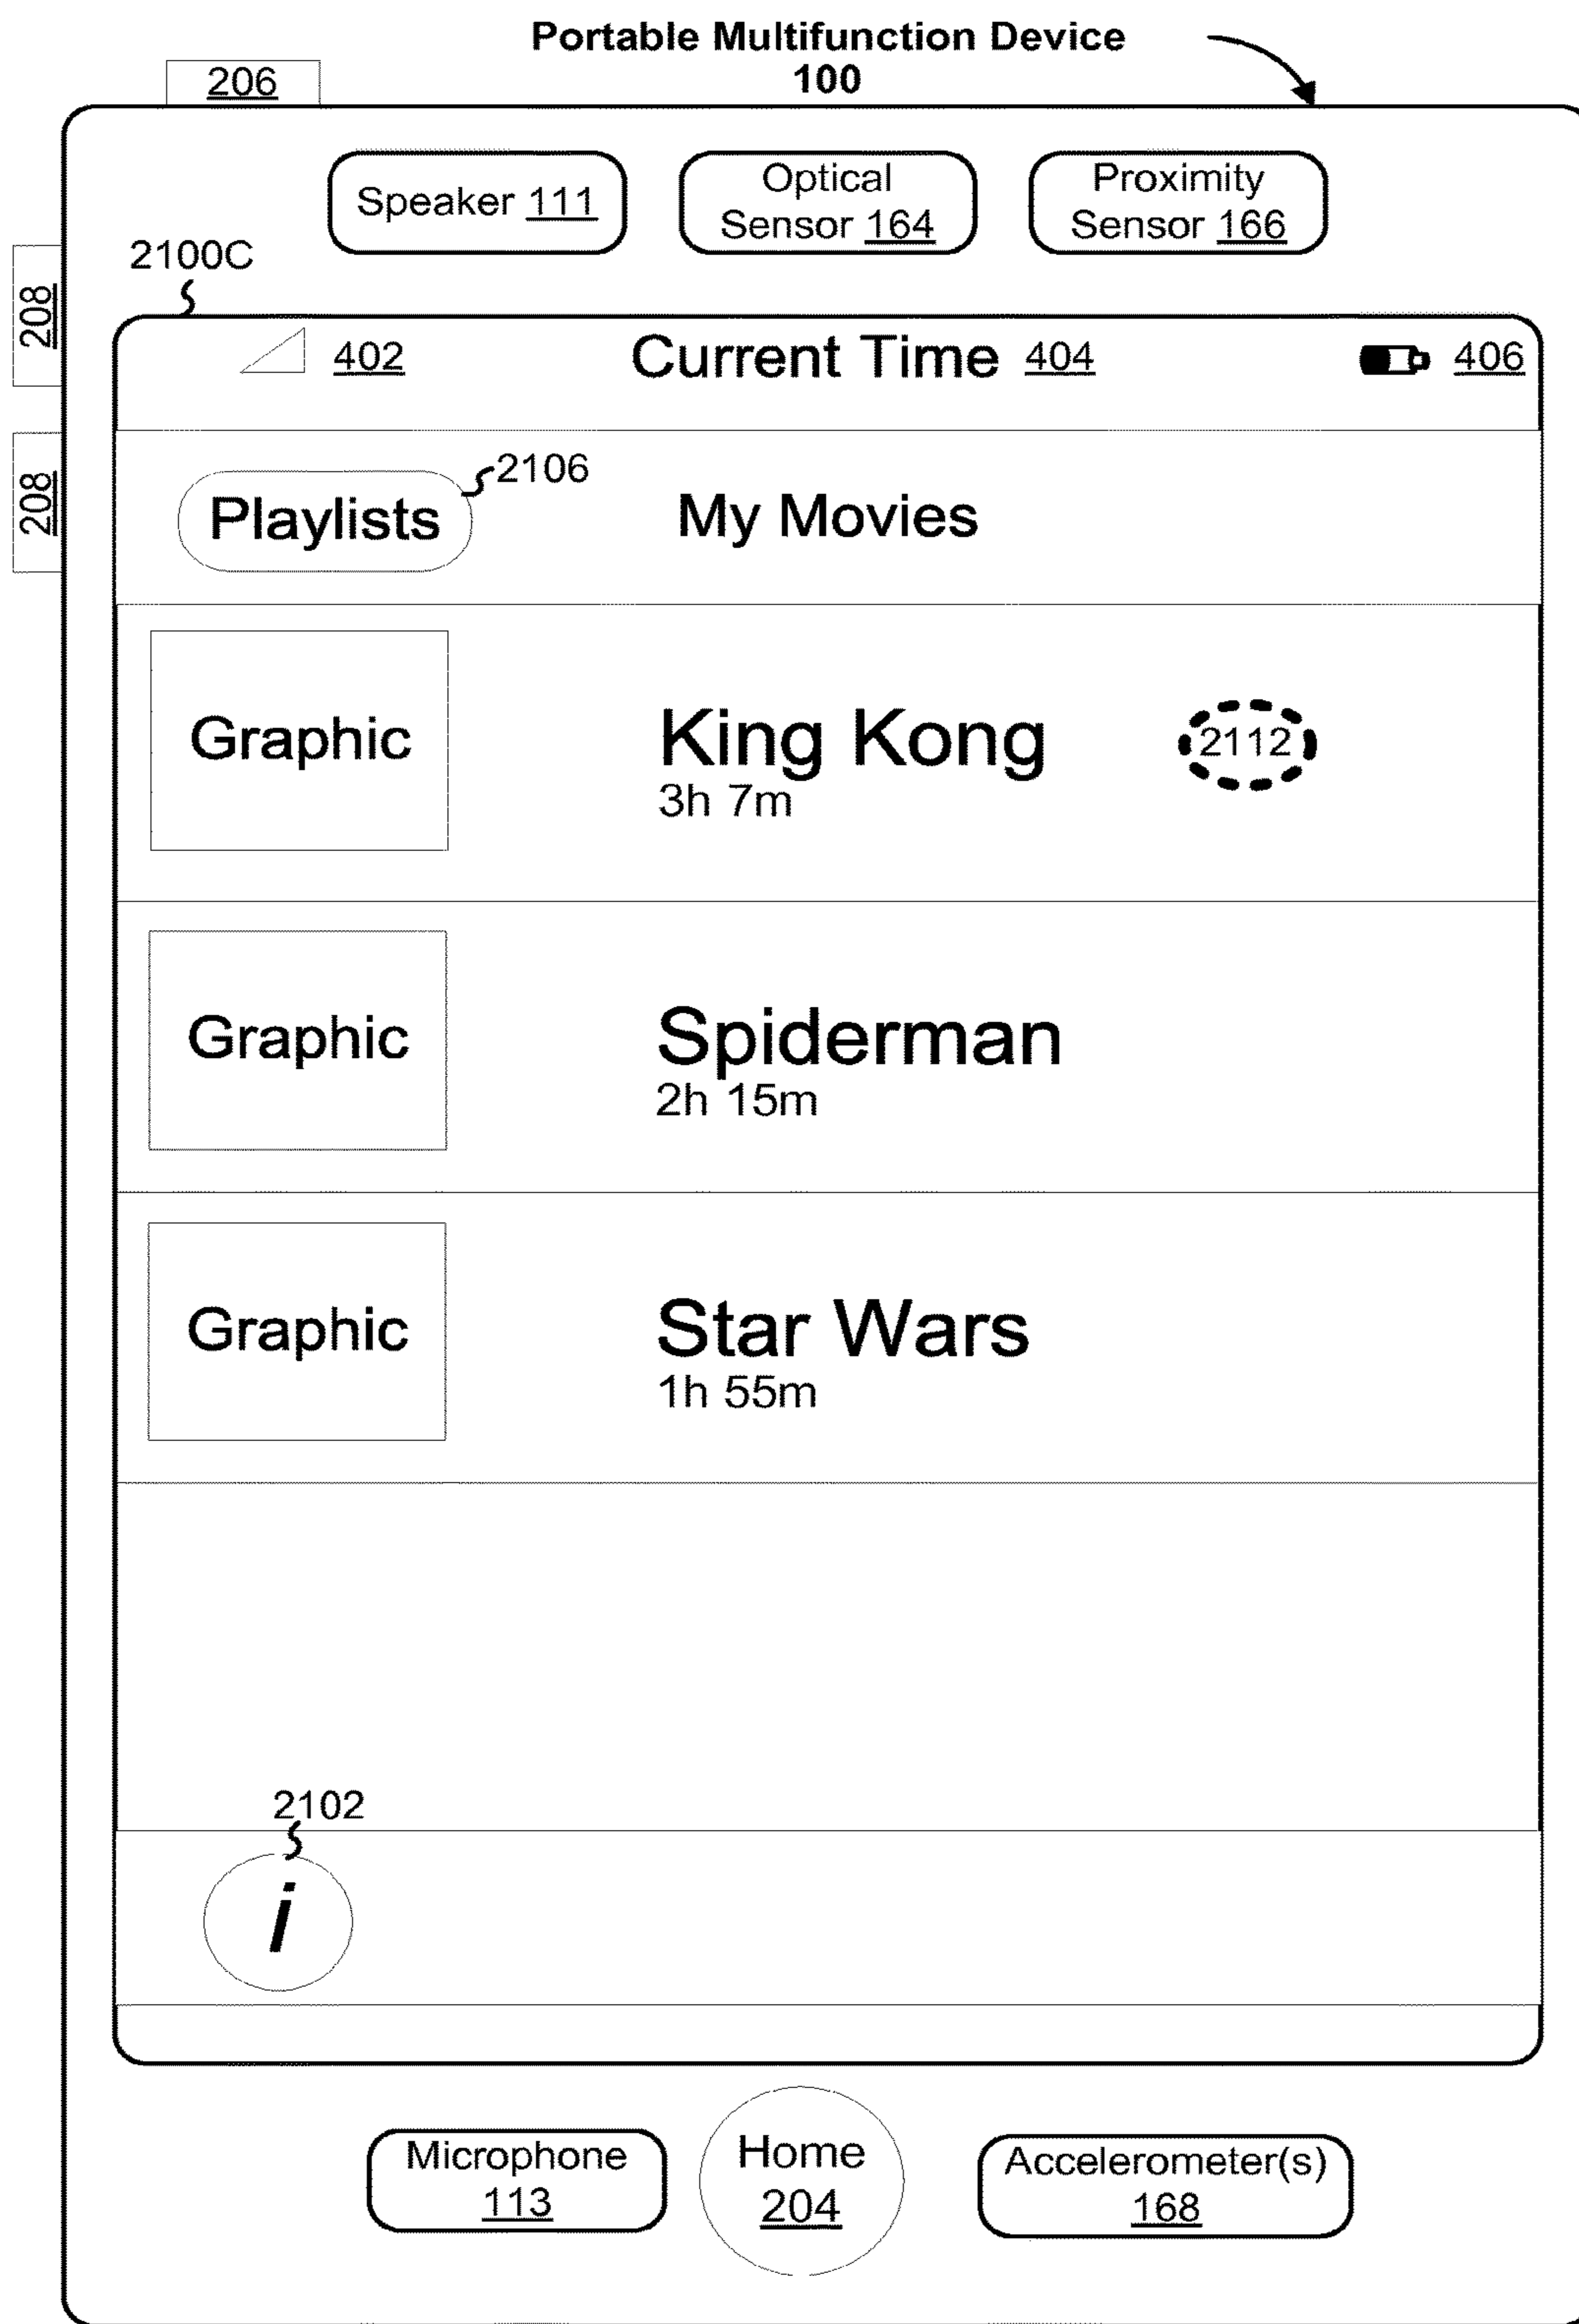 Portable Multifunction Device
100
206
Speaker 111
Optical
Sensor 164
Proximity
Sensor 166
2100C
208
208
402
Current Time 404
406
Playlists
2106
My Movies
Graphic
King Kong
3h 7m
2112
Graphic
Spiderman
2h 15m
Graphic
Star Wars
1h 55m
2102
i
Microphone
113
Home
204
Accelerometer(s)
168